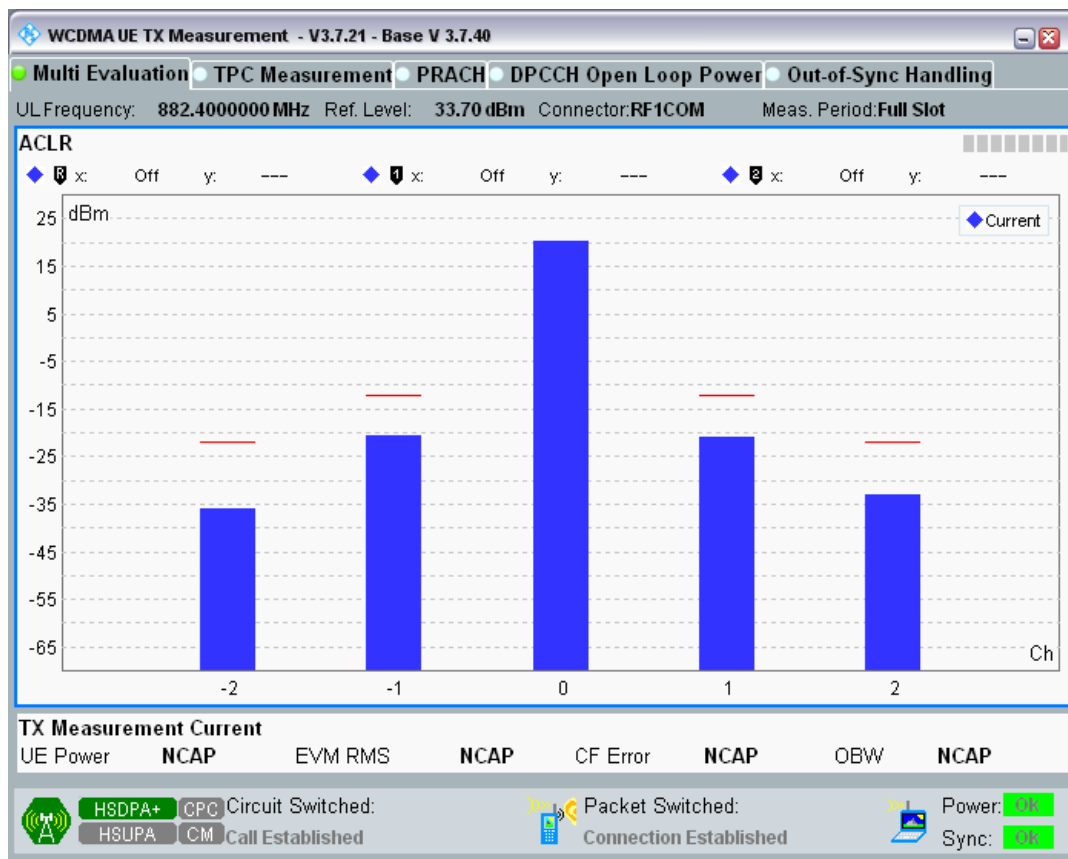 WCDMA UE TX Measurement - V3.7.21 - Base V 3.7.40
Multi Evaluation TPC Measurement PRACH DPCCH Open Loop Power Out-of-Sync Handling
UL Frequency: 882.4000000 MHz Ref. Level: 33.70 dBm Connector:RF1COM Meas. Period:Full Slot
ACLR
R x: Off y: --- 1 x: Off y: --- 2 x: Off y: ---
25 dBm Current
15
5
-5
-15
-25
-35
-45
-55
-65 Ch
-2 -1 0 1 2
TX Measurement Current
UE Power NCAP EVM RMS NCAP CF Error NCAP OBW NCAP
HSDPA+ CPC Circuit Switched: Packet Switched: Power: OK
HSUPA CM Call Established Connection Established Sync: OK